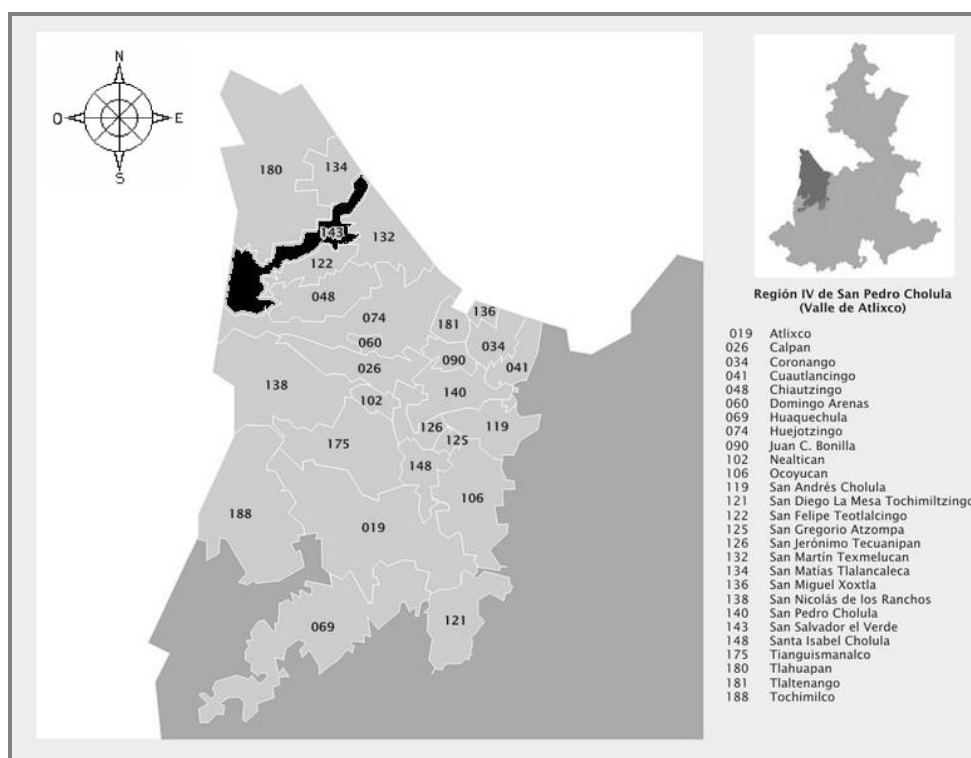 N
O
E
S
180
134
143
132
122
048
074
060
026
138
102
175
188
019
069
121
106
148
125
126
119
140
090
181
136
034
041
Región IV de San Pedro Cholula
(Valle de Atlixco)
019 Atlixco
026 Calpan
034 Coronango
041 Cuautlancingo
048 Chiautzingo
060 Domingo Arenas
069 Huaquechula
074 Huejotzingo
090 Juan C. Bonilla
102 Nealtican
106 Ocoyucan
119 San Andrés Cholula
121 San Diego La Mesa Tochimiltzingo
122 San Felipe Teotlalcingo
125 San Gregorio Atzompa
126 San Jerónimo Tecuanipan
132 San Martín Texmelucan
134 San Matías Tlalancaleca
136 San Miguel Xoxtla
138 San Nicolás de los Ranchos
140 San Pedro Cholula
143 San Salvador el Verde
148 Santa Isabel Cholula
175 Tianguismanalco
180 Tlahuapan
181 Tlaltenango
188 Tochimilco